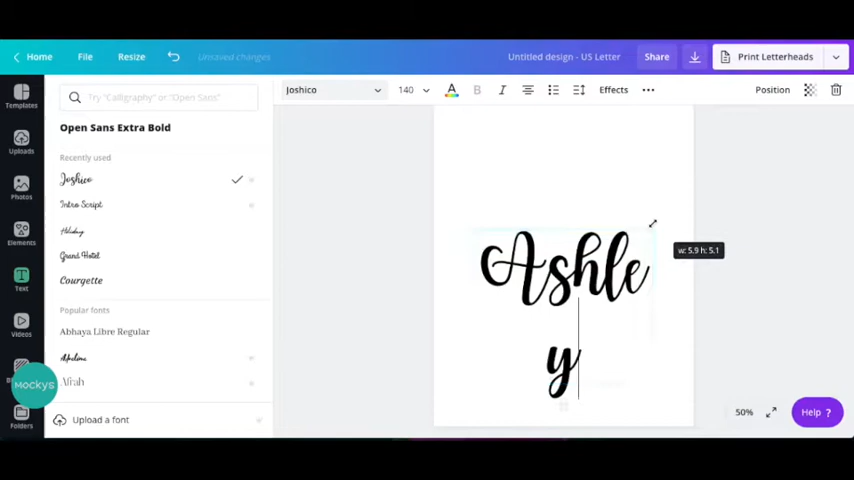 Home File Resize Unsaved changes Untitled design - US Letter Share Print Letterheads
Joshico 140 A B I Effects Position
Try "Calligraphy" or "Open Sans"
Templates
Open Sans Extra Bold
Uploads
Recently used
Joshico
Photos
Intro Script
Holiday
Elements
Grand Hotel
Courgette
Text
Popular fonts
Videos
Abhaya Libre Regular
MOCKYS
Afrah
Folders
Upload a font
Ashle
y
w: 5.9 h: 5.1
50% Help ?